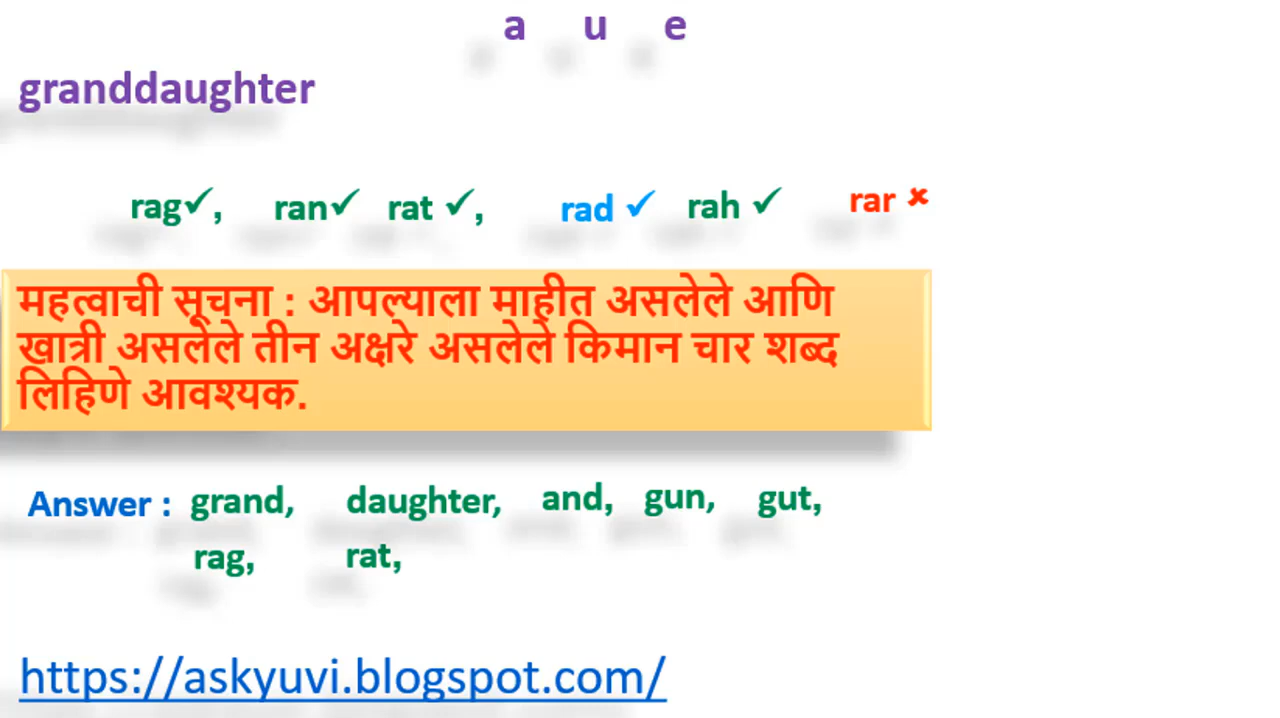 a u e
granddaughter
rag✓, ran✓ rat ✓, rad ✓ rah ✓ rar ✘
महत्वाची सूचना : आपल्याला माहीत असलेले आणि
खात्री असलेले तीन अक्षरे असलेले किमान चार शब्द
लिहिणे आवश्यक.
Answer : grand, daughter, and, gun, gut,
rag, rat,
https://askyuvi.blogspot.com/